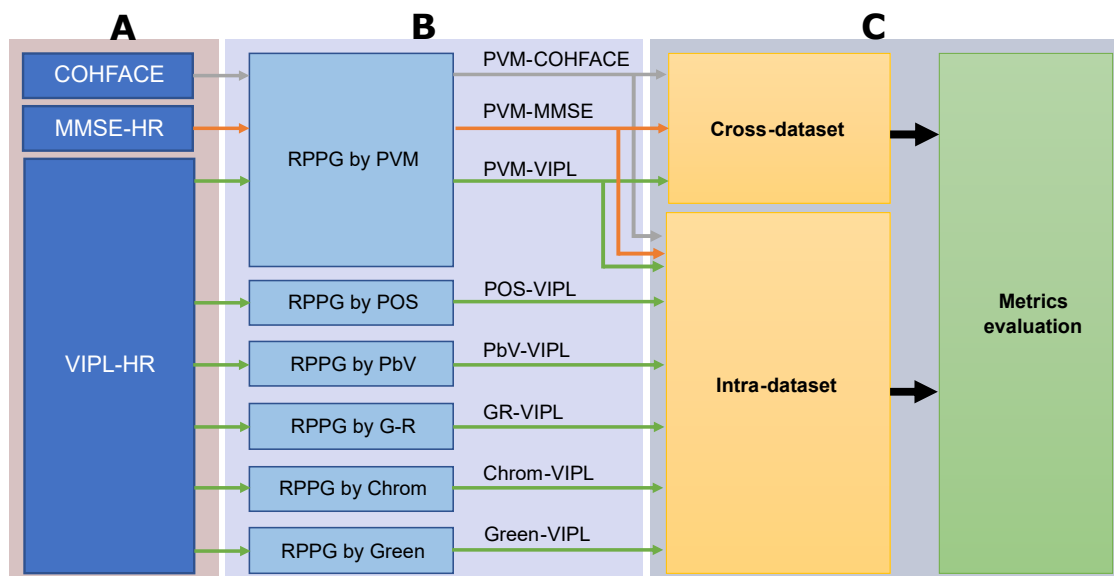 A
B
C
COHFACE
MMSE-HR
VIPL-HR
RPPG by PVM
RPPG by POS
RPPG by PbV
RPPG by G-R
RPPG by Chrom
RPPG by Green
PVM-COHFACE
PVM-MMSE
PVM-VIPL
POS-VIPL
PbV-VIPL
GR-VIPL
Chrom-VIPL
Green-VIPL
Cross-dataset
Intra-dataset
Metrics
evaluation